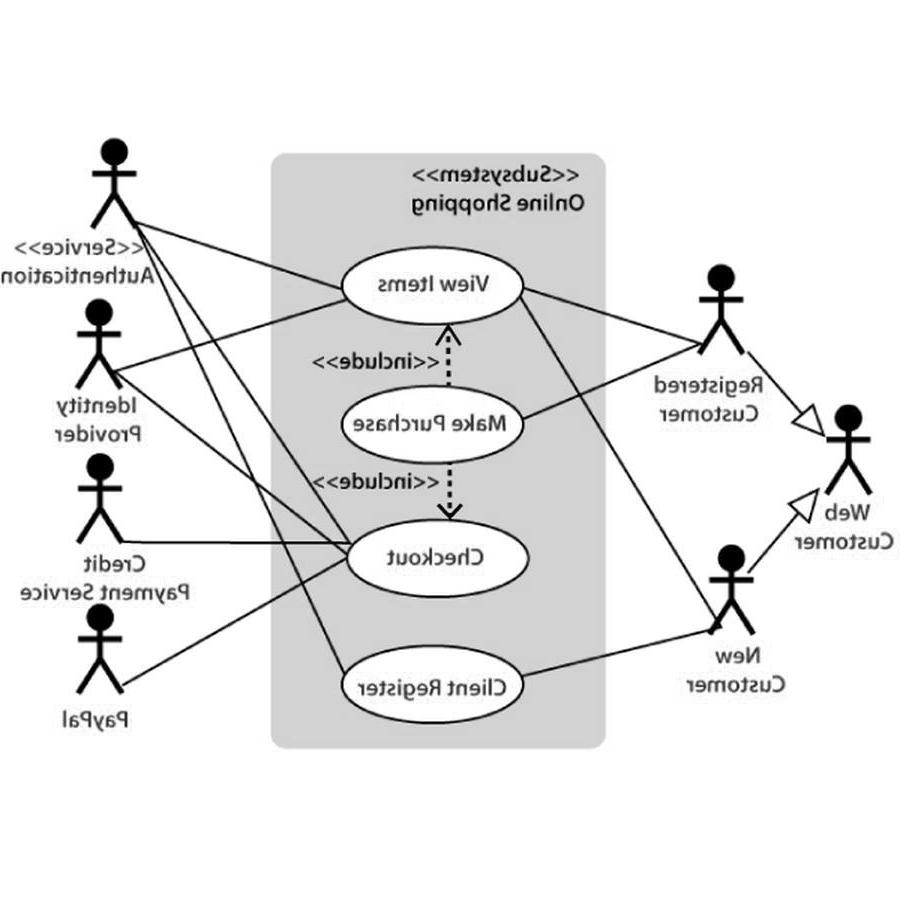 <<Subsystem>>
Online Shopping
View Items
<<include>>
Make Purchase
<<include>>
Checkout
Client Register
Registered
Customer
Web
Customer
New
Customer
<<Service>>
Authentication
Identity
Provider
Credit
Payment Service
PayPal